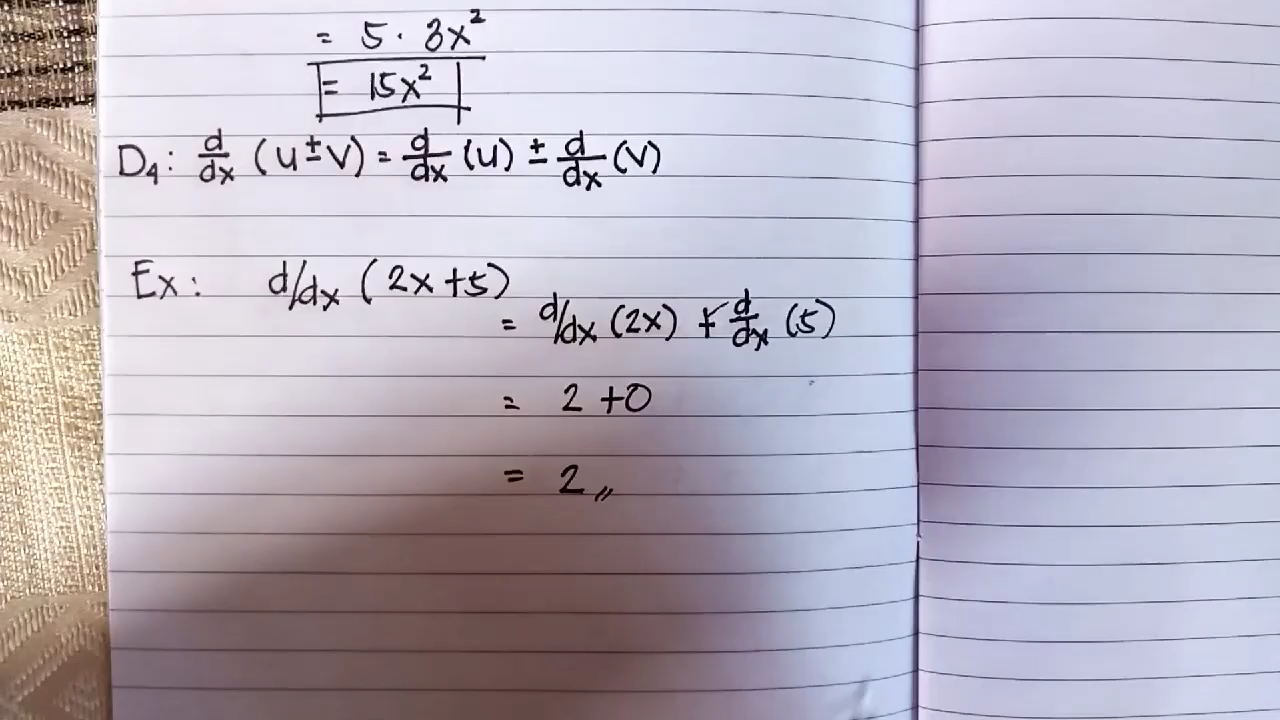 = 5 · 3x²
= 15x²
D₄: d/dx (u ± v) = d/dx (u) ± d/dx (v)
Ex: d/dx (2x+5)
= d/dx (2x) + d/dx (5)
= 2 +0
= 2 〃